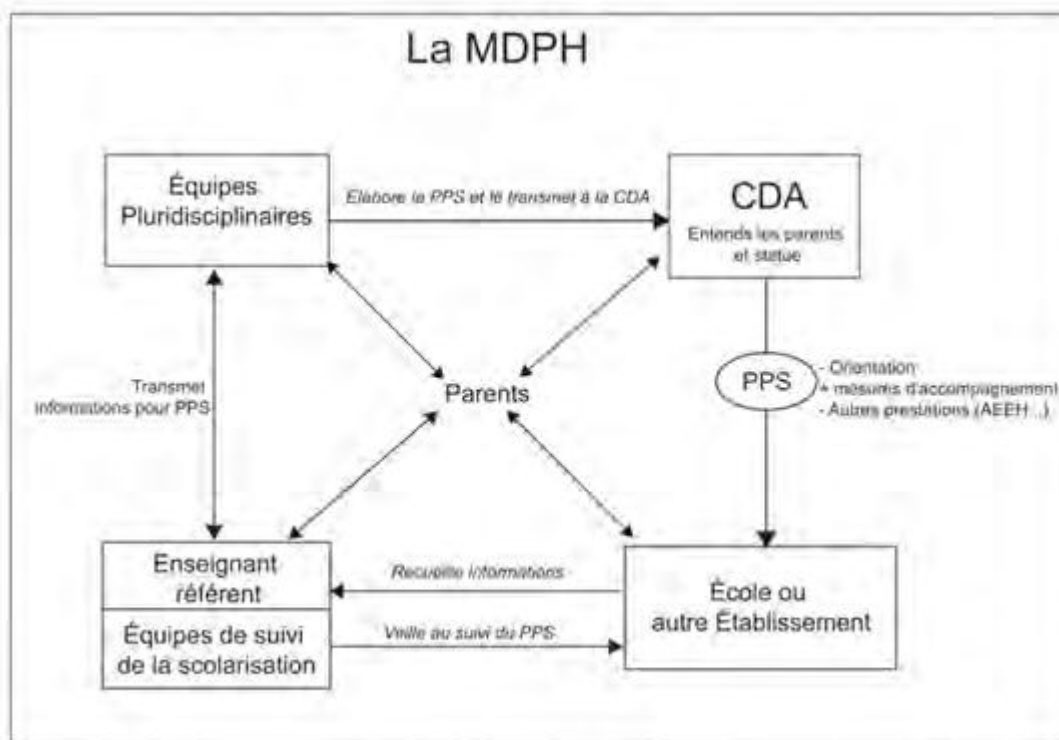 La MDPH
Équipes
Pluridisciplinaires
Elabore le PPS et le transmet à la CDA
CDA
Entends les parents
et statue
Transmet
informations pour PPS
Parents
PPS
- Orientation
+ mesures d'accompagnement
- Autres prestations (AEEH...)
Enseignant
référent
Équipes de suivi
de la scolarisation
Recueille informations
Veille au suivi du PPS
École ou
autre Établissement